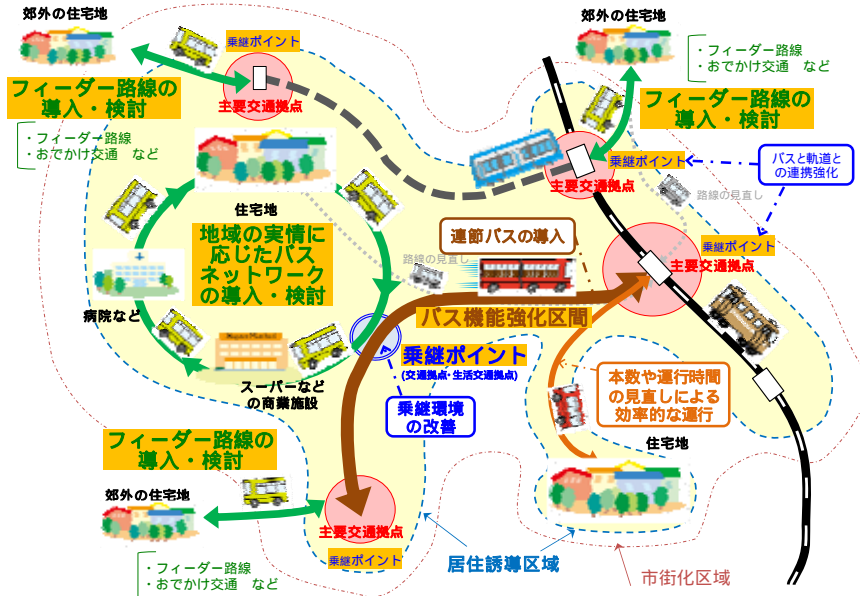 郊外の住宅地
乗継ポイント
主要交通拠点
フィーダー路線の
導入・検討
・フィーダー路線
・おでかけ交通 など
郊外の住宅地
・フィーダー路線
・おでかけ交通 など
フィーダー路線の
導入・検討
乗継ポイント
主要交通拠点
バスと軌道と
の連携強化
路線の見直し
乗継ポイント
主要交通拠点
住宅地
地域の実情に
応じたバス
ネットワーク
の導入・検討
病院など
スーパーなど
の商業施設
連節バスの導入
路線の見直し
バス機能強化区間
乗継ポイント
(交通拠点・生活交通拠点)
乗継環境
の改善
本数や運行時間
の見直しによる
効率的な運行
住宅地
フィーダー路線の
導入・検討
郊外の住宅地
・フィーダー路線
・おでかけ交通 など
主要交通拠点
乗継ポイント
居住誘導区域
市街化区域